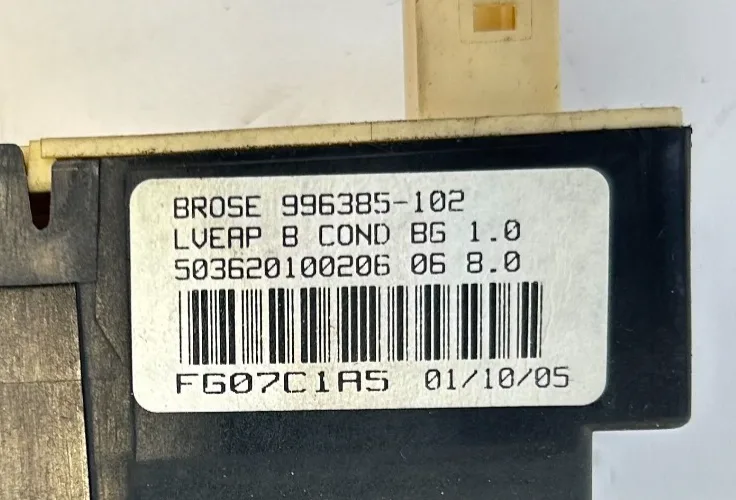 BROSE 996385-102
LVEAP B COND BG 1.0
503620100206 06 8.0
FG07C1A5 01/10/05